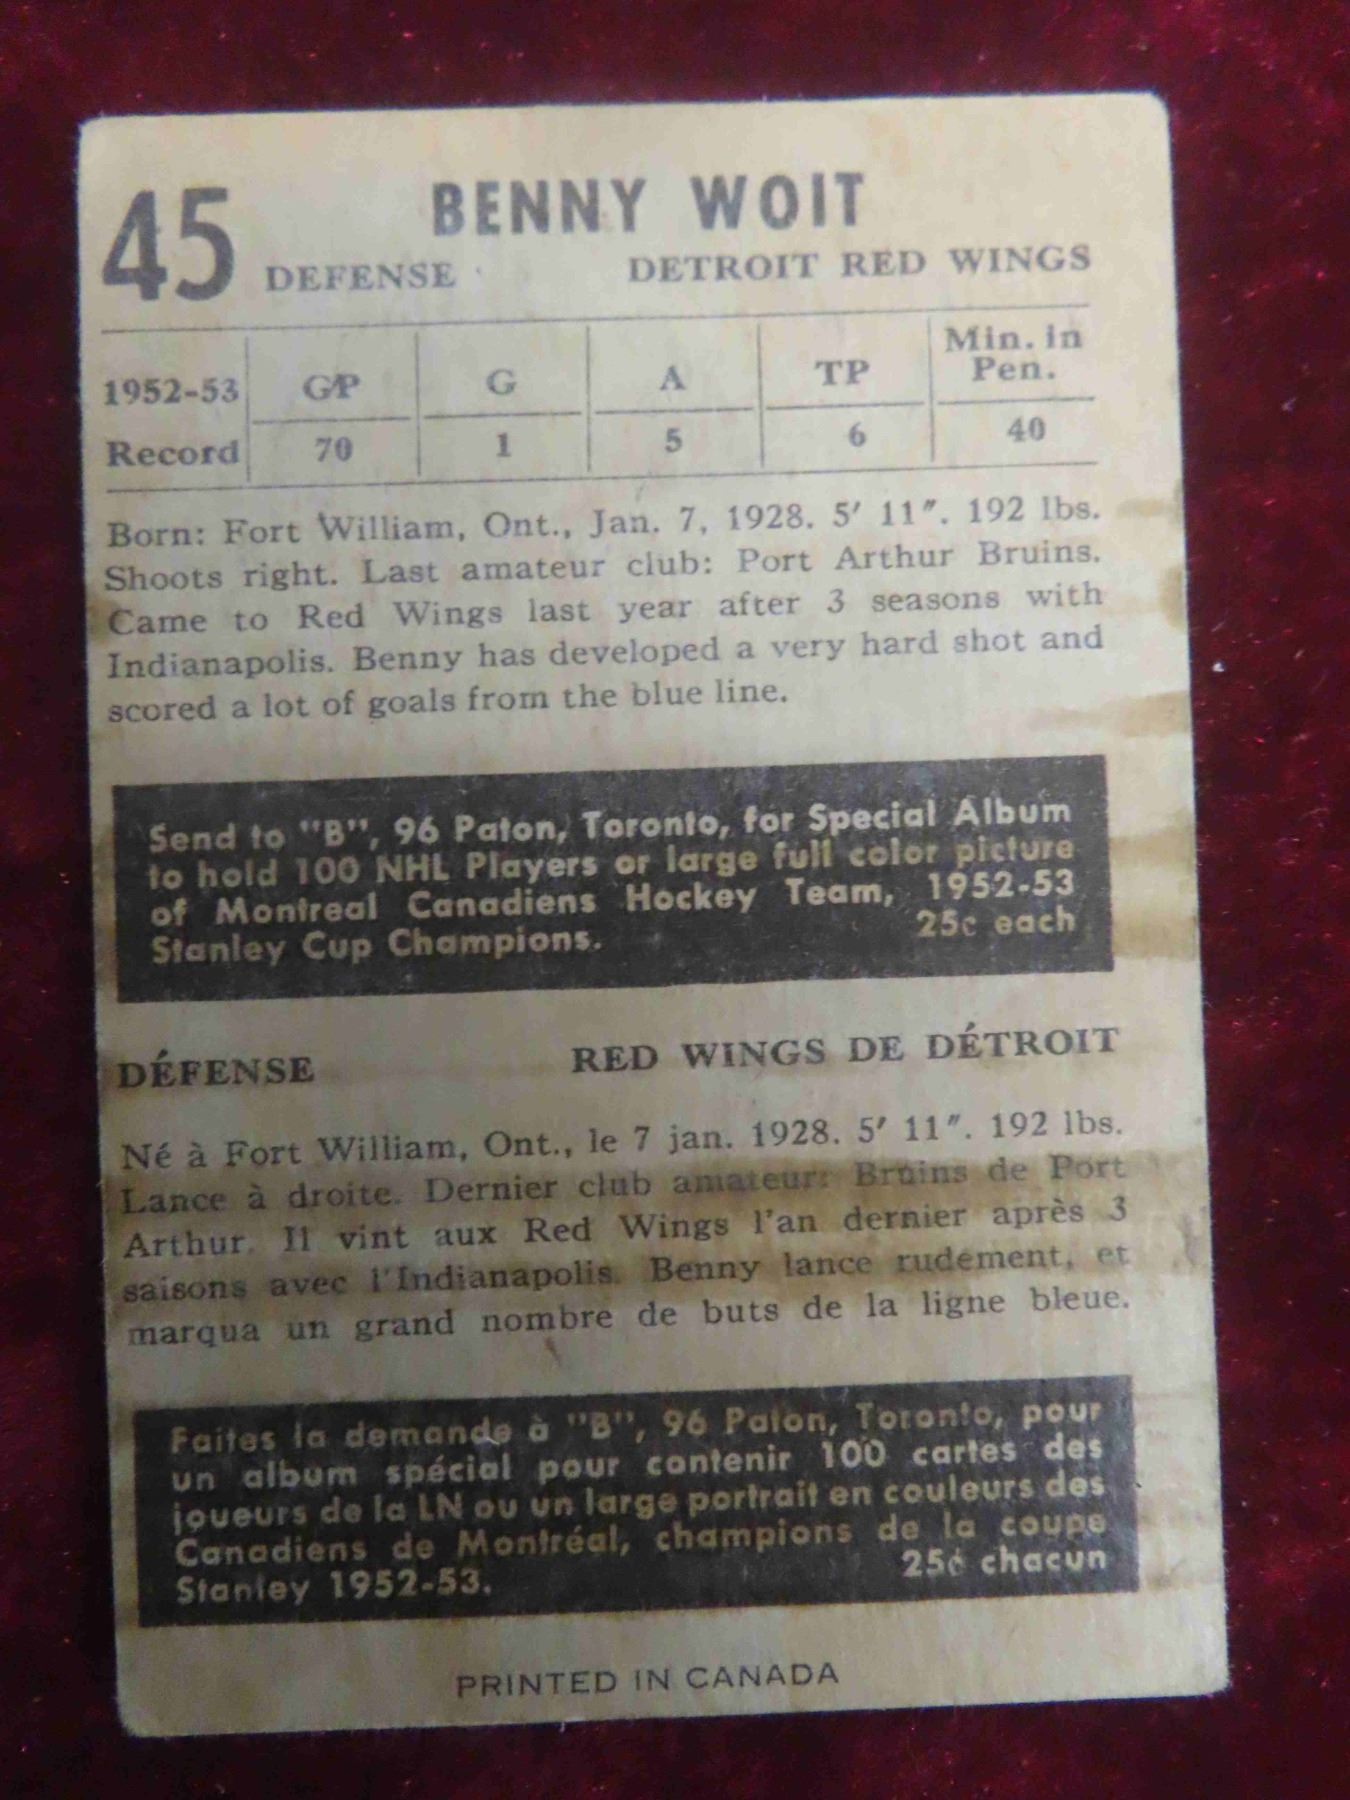 45
BENNY WOIT
DEFENSE DETROIT RED WINGS
1952-53 GP G A TP Min. in Pen.
Record 70 1 5 6 40
Born: Fort William, Ont., Jan. 7, 1928. 5′ 11″. 192 lbs.
Shoots right. Last amateur club: Port Arthur Bruins.
Came to Red Wings last year after 3 seasons with
Indianapolis. Benny has developed a very hard shot and
scored a lot of goals from the blue line.
Send to "B", 96 Paton, Toronto, for Special Album
to hold 100 NHL Players or large full color picture
of Montreal Canadiens Hockey Team, 1952-53
Stanley Cup Champions. 25c each
DÉFENSE RED WINGS DE DÉTROIT
Né à Fort William, Ont., le 7 jan. 1928. 5′ 11″. 192 lbs.
Lance à droite. Dernier club amateur: Bruins de Port
Arthur. Il vint aux Red Wings l'an dernier après 3
saisons avec l'Indianapolis. Benny lance rudement, et
marqua un grand nombre de buts de la ligne bleue.
Faites la demande à "B", 96 Paton, Toronto, pour
un album spécial pour contenir 100 cartes des
joueurs de la LN ou un large portrait en couleurs des
Canadiens de Montréal, champions de la coupe
Stanley 1952-53. 25¢ chacun
PRINTED IN CANADA